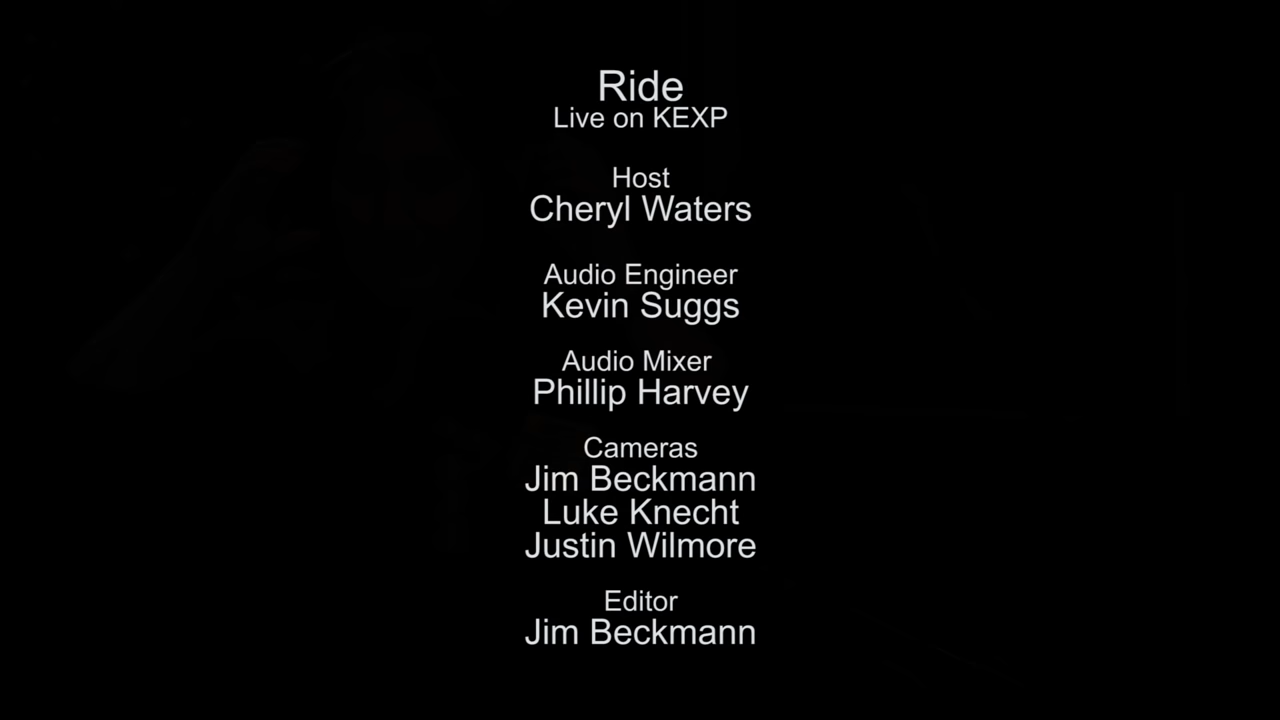 Ride
Live on KEXP
Host
Cheryl Waters
Audio Engineer
Kevin Suggs
Audio Mixer
Phillip Harvey
Cameras
Jim Beckmann
Luke Knecht
Justin Wilmore
Editor
Jim Beckmann